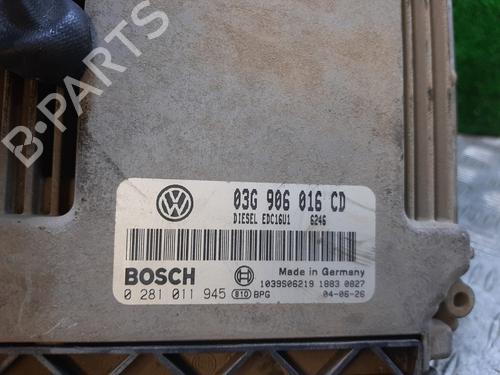 B-PARTS
03G 906 016 CD
DIESEL EDC16U1 6246
BOSCH
Made in Germany
1039S06219 1883 0827
0 281 011 945 810 BPG
04-06-26